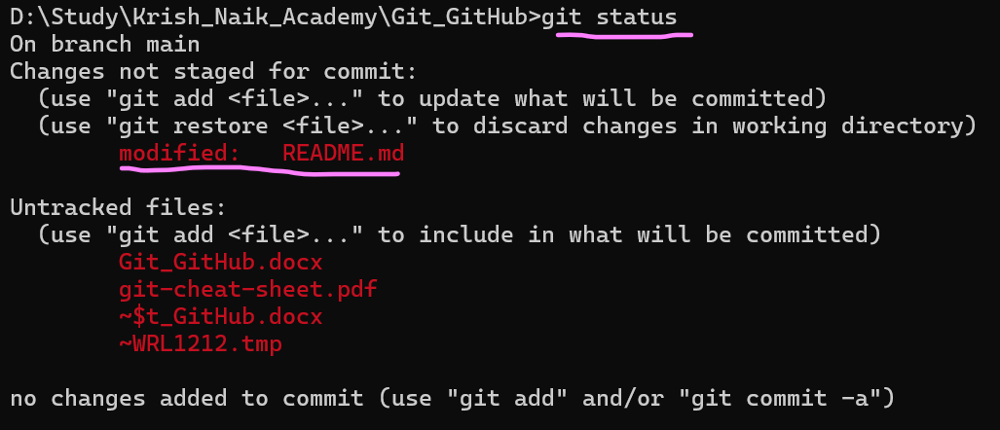 D:\Study\Krish_Naik_Academy\Git_GitHub>git status
On branch main
Changes not staged for commit:
  (use "git add <file>..." to update what will be committed)
  (use "git restore <file>..." to discard changes in working directory)
        modified:   README.md

Untracked files:
  (use "git add <file>..." to include in what will be committed)
        Git_GitHub.docx
        git-cheat-sheet.pdf
        ~$t_GitHub.docx
        ~WRL1212.tmp

no changes added to commit (use "git add" and/or "git commit -a")